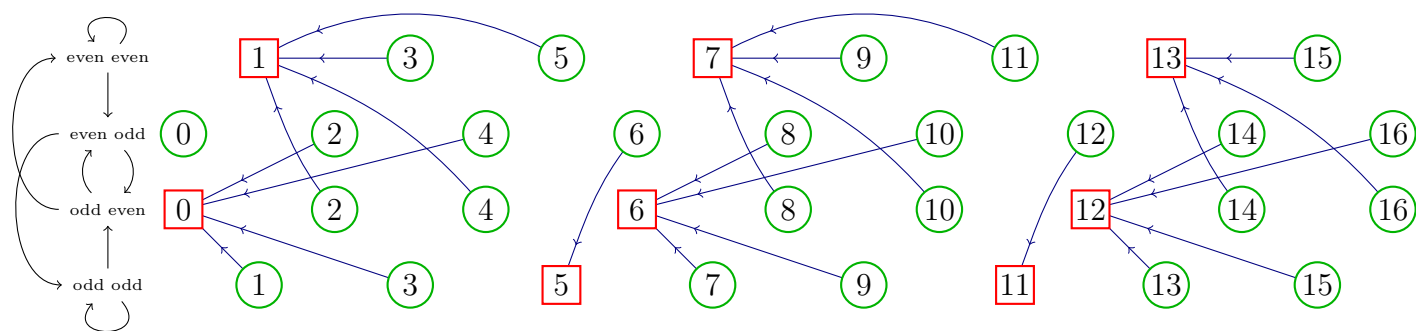 even even 1 3 5 7 9 11 13 15
even odd 0 2 4 6 8 10 12 14 16
odd even 0 2 4 6 8 10 12 14 16
odd odd 1 3 5 7 9 11 13 15